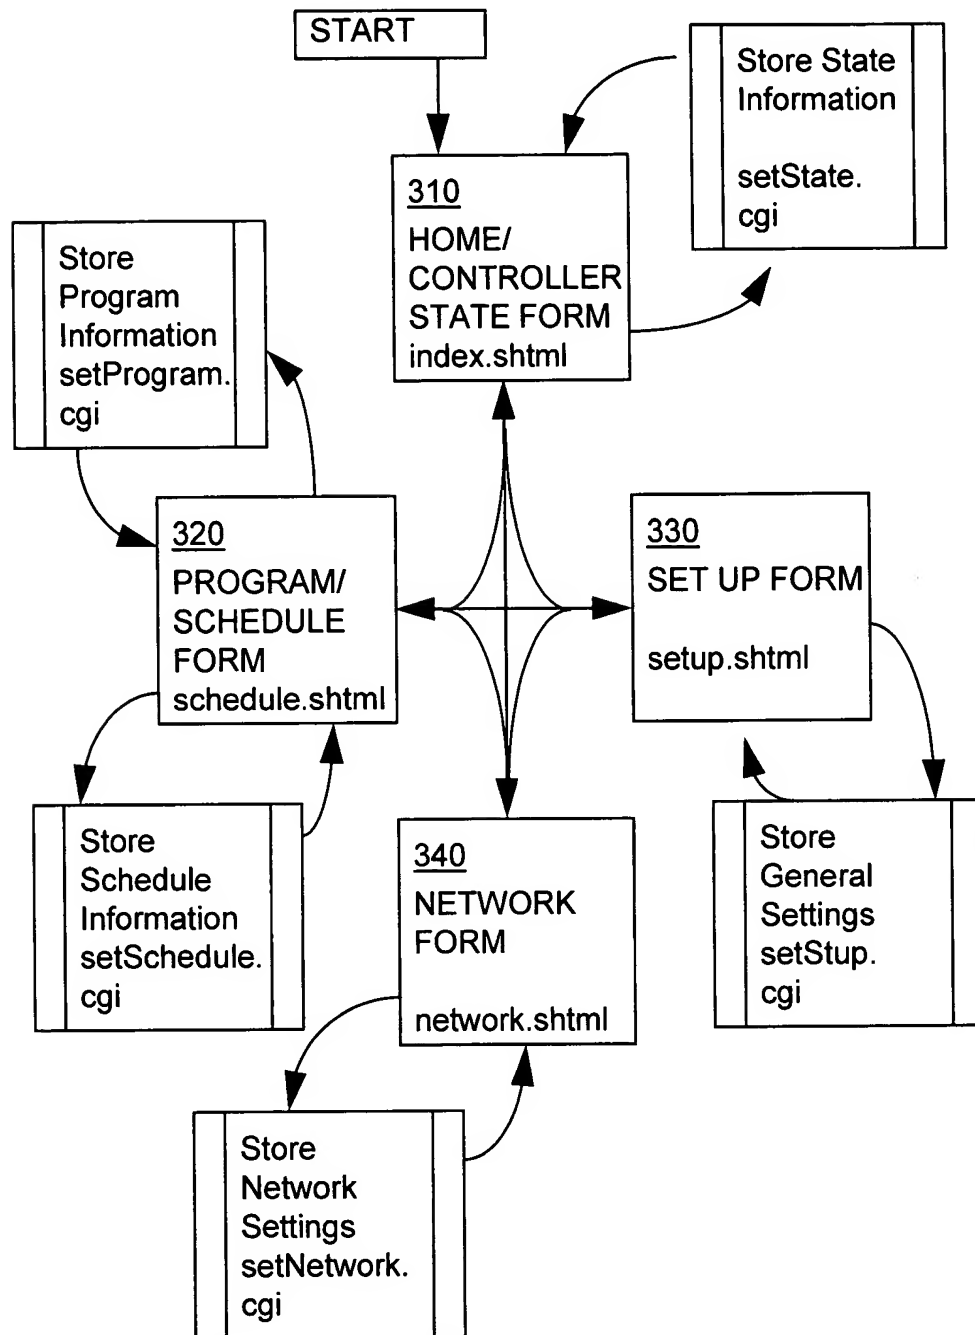 START
Store State
Information
setState.
cgi
310
HOME/
CONTROLLER
STATE FORM
index.shtml
Store
Program
Information
setProgram.
cgi
320
PROGRAM/
SCHEDULE
FORM
schedule.shtml
330
SET UP FORM
setup.shtml
Store
Schedule
Information
setSchedule.
cgi
340
NETWORK
FORM
network.shtml
Store
General
Settings
setStup.
cgi
Store
Network
Settings
setNetwork.
cgi